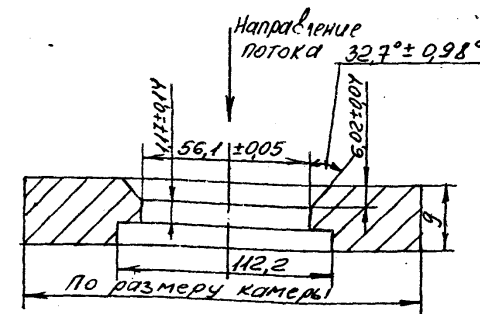 Направление
потока
32,7°± 0,98°
1,17±0,14
56,1 ±0,05
6,02±0,04
9
112,2
По размеру камеры